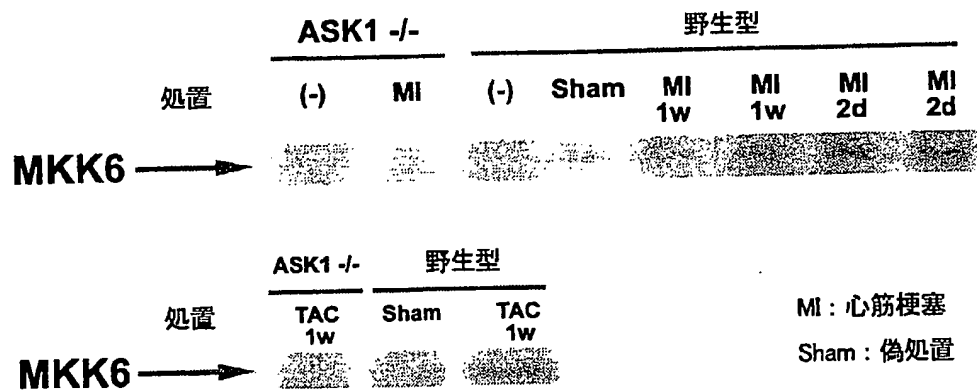 ASK1 -/- 野生型
処置 (-) MI (-) Sham MI 1w MI 1w MI 2d MI 2d
MKK6
ASK1 -/- 野生型
処置 TAC 1w Sham TAC 1w
MI : 心筋梗塞
Sham : 偽処置
MKK6